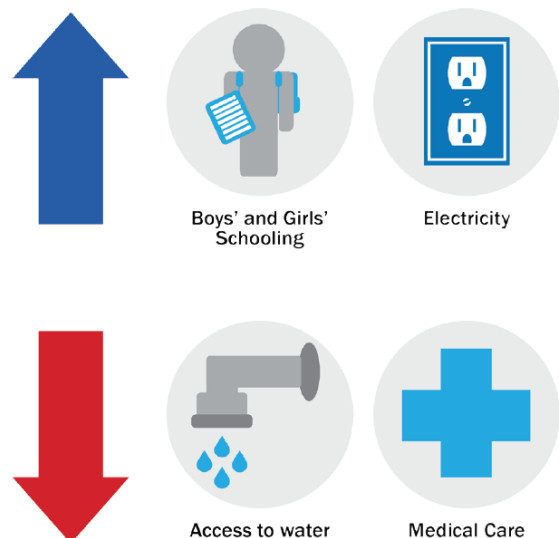 Boys’ and Girls’
Schooling
Electricity
Access to water
Medical Care